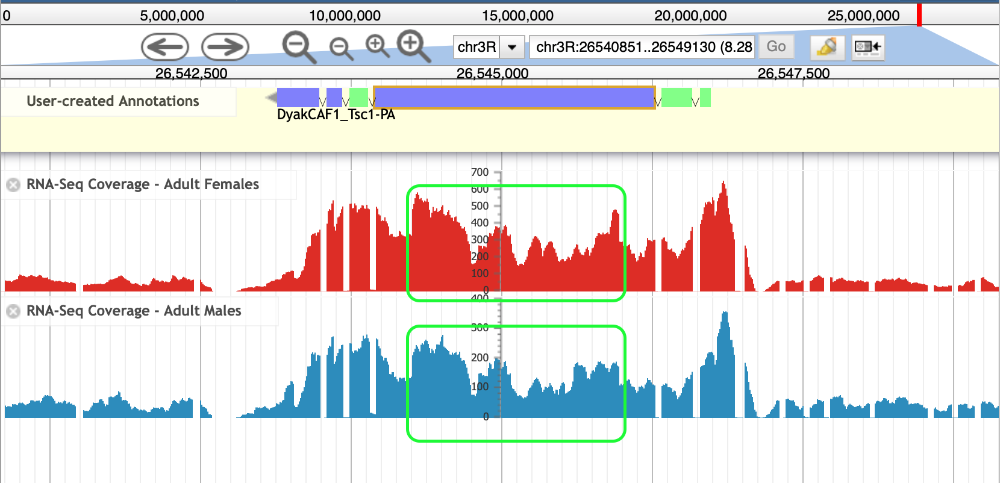 0 5,000,000 10,000,000 15,000,000 20,000,000 25,000,000
chr3R chr3R:26540851..26549130 (8.28 Go
26,542,500 26,545,000 26,547,500
User-created Annotations
DyakCAF1_Tsc1-PA
RNA-Seq Coverage - Adult Females
700
600
500
400
300
200
100
0
RNA-Seq Coverage - Adult Males
400
300
200
100
0